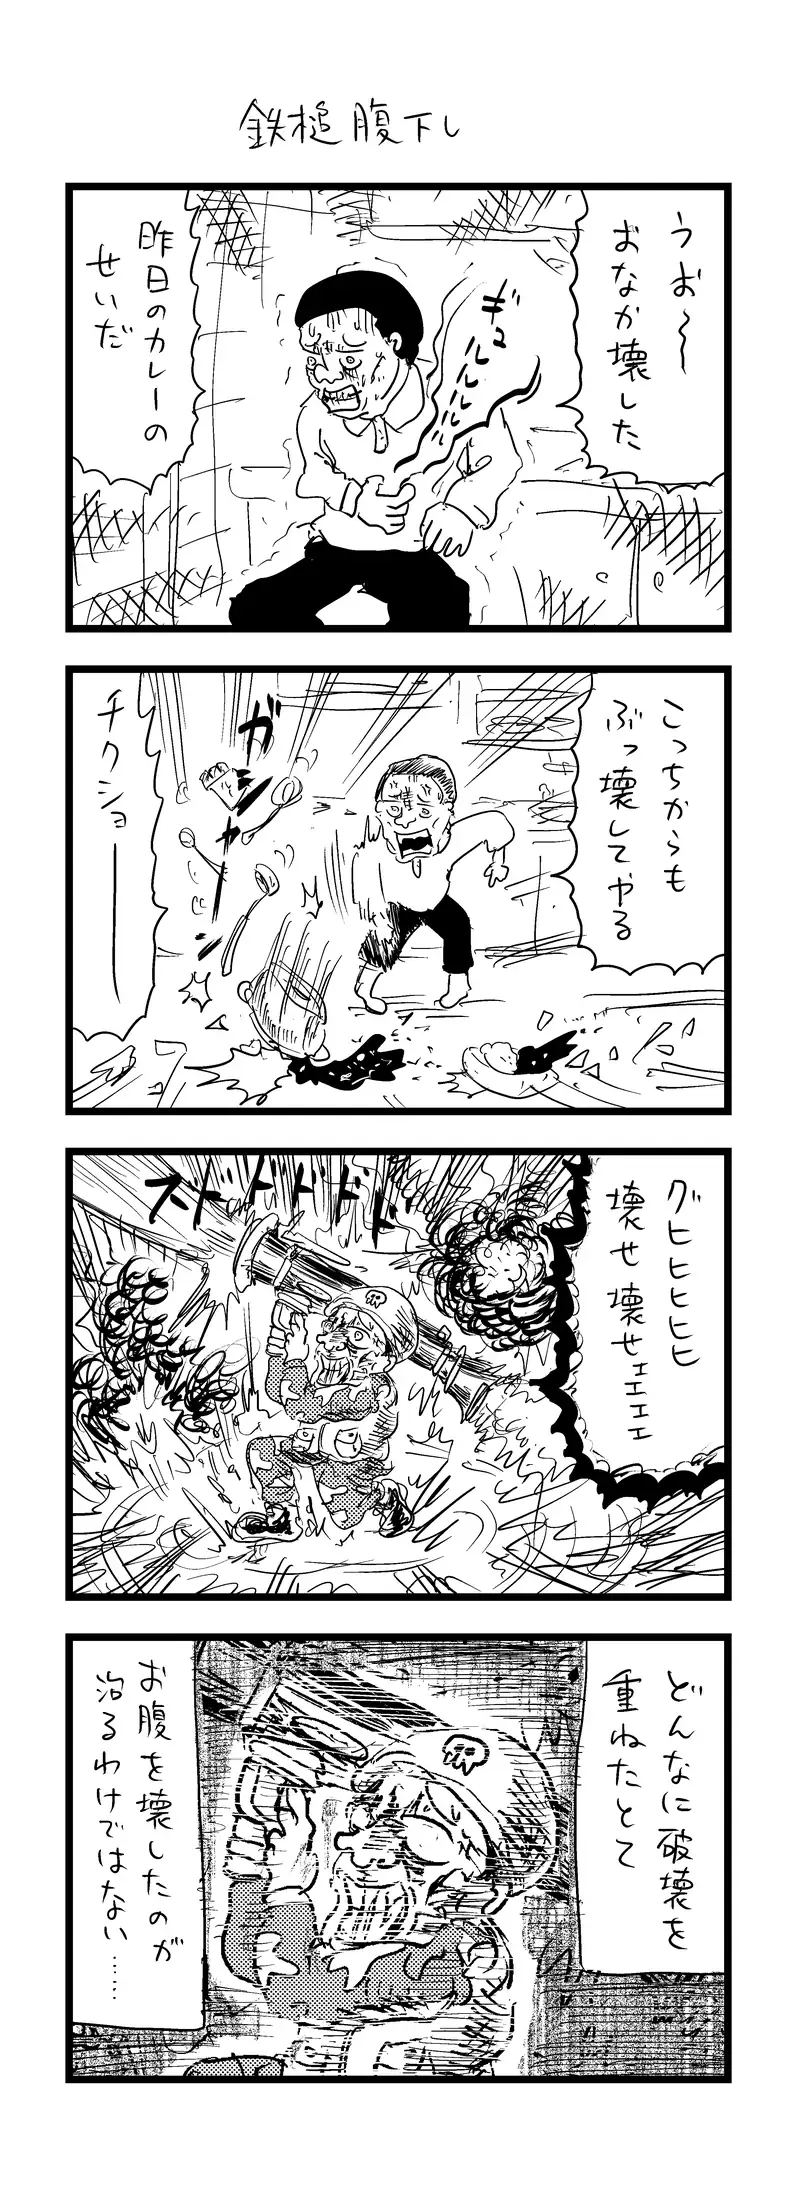 鉄槌腹下し
うお〜〜
おなか壊した
ギュルルルルル
昨日のカレーの
せいだ
こっちからも
ぶっ壊してやる
ガシャ
チクショーーー
グヒヒヒヒヒ
壊せ壊せェェェェ
ズドドドドド
どんなに破壊を
重ねたとて
お腹を壊したのが
治るわけではない……